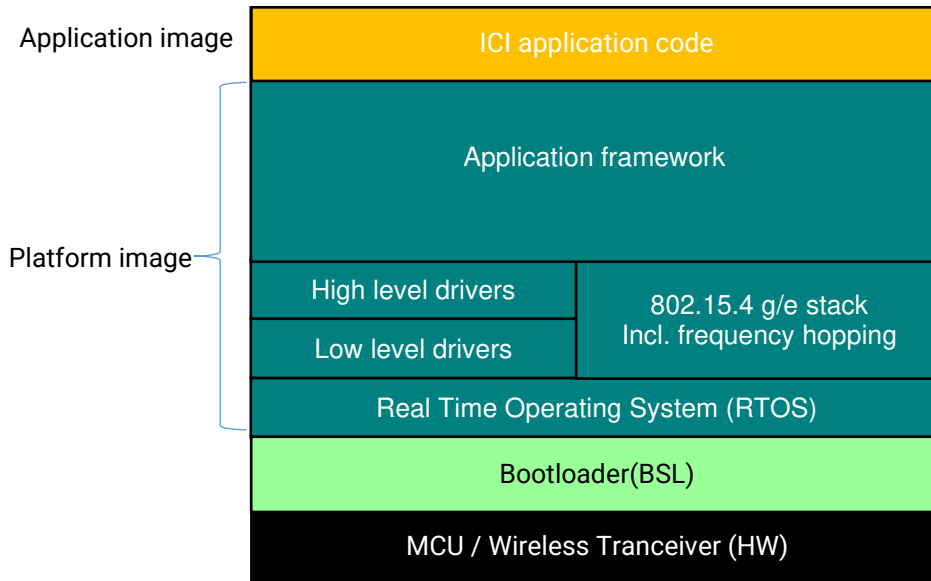 Application image
ICI application code
Application framework
Platform image
High level drivers
Low level drivers
802.15.4 g/e stack
Incl. frequency hopping
Real Time Operating System (RTOS)
Bootloader(BSL)
MCU / Wireless Tranceiver (HW)